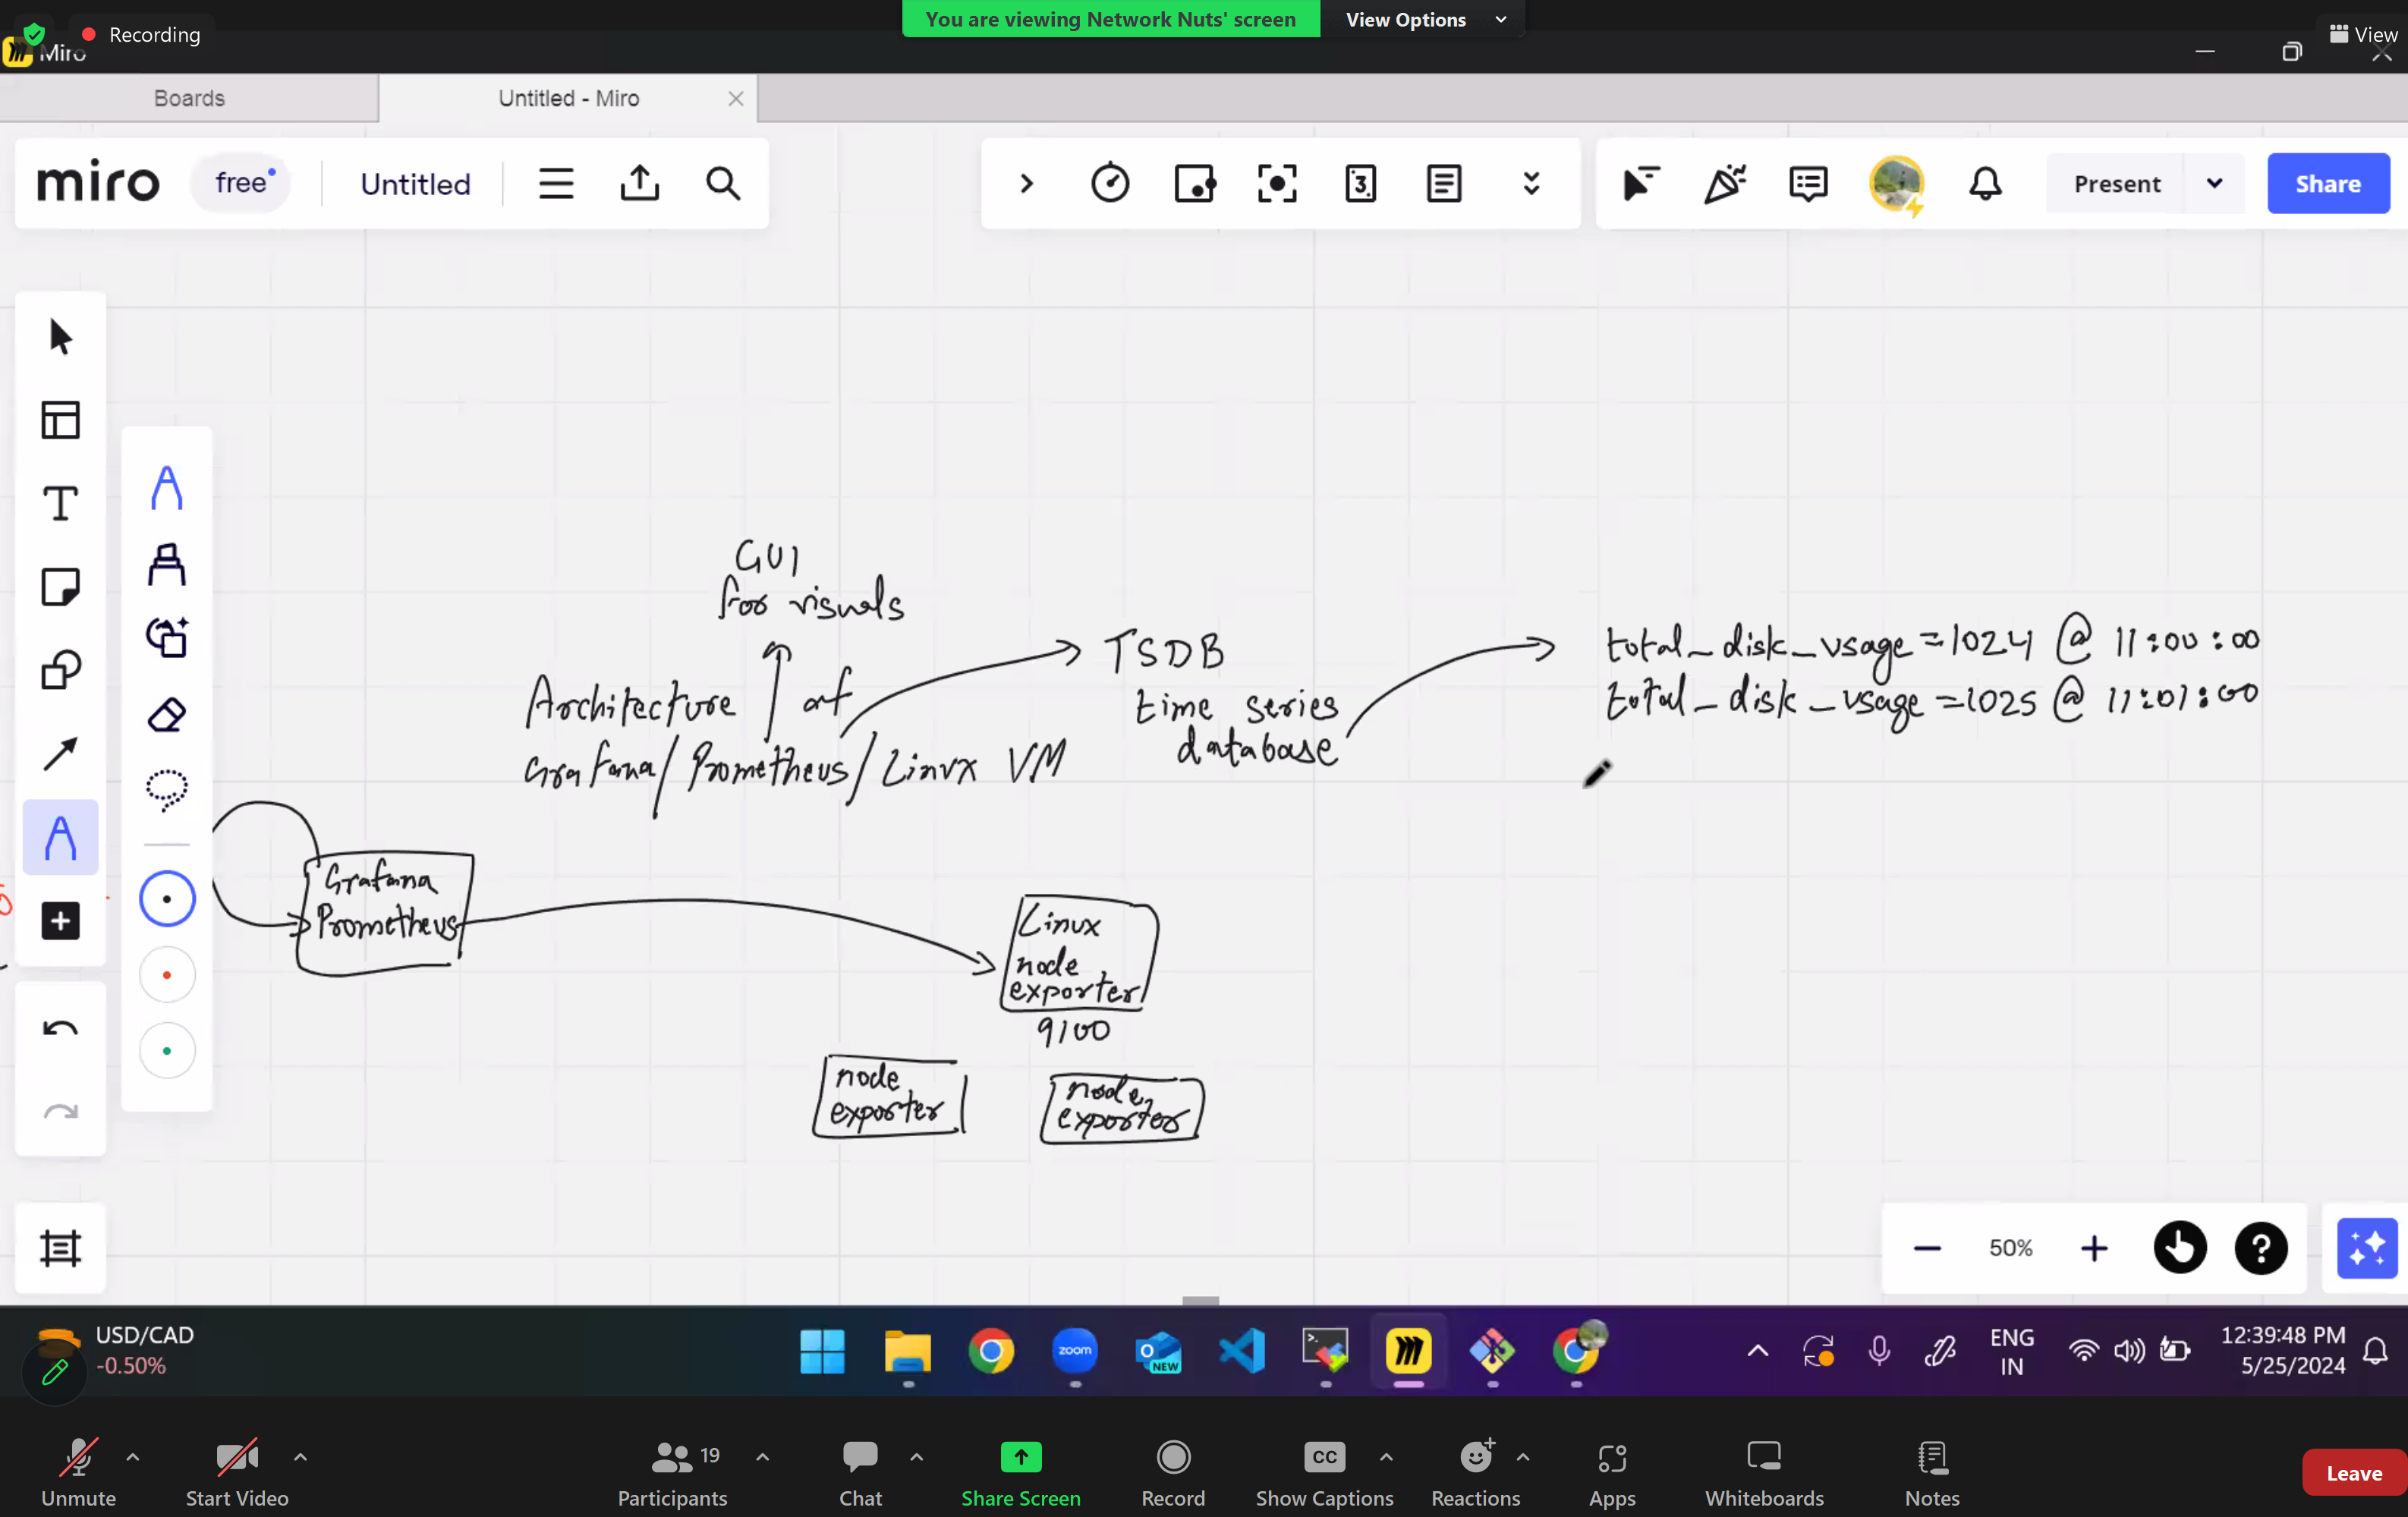 You are viewing Network Nuts' screen
View Options
Recording
View
Miro
Boards
Untitled - Miro
miro
free
Untitled
3
Present
Share
GUI
for visuals
Architecture of
Grafana/Prometheus/Linux VM
TSDB
time series
database
total_disk_usage = 1024 @ 11:00:00
total_disk_usage = 1025 @ 11:01:00
Grafana
Prometheus
Linux
node
exporter
9100
node
exporter
node
exporter
50%
USD/CAD
-0.50%
zoom
NEW
ENG
IN
12:39:48 PM
5/25/2024
Unmute
Start Video
19
Participants
Chat
Share Screen
Record
CC
Show Captions
Reactions
Apps
Whiteboards
Notes
Leave